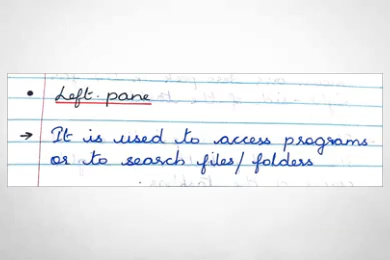 • Left pane
→ It is used to access programs
or to search files/folders